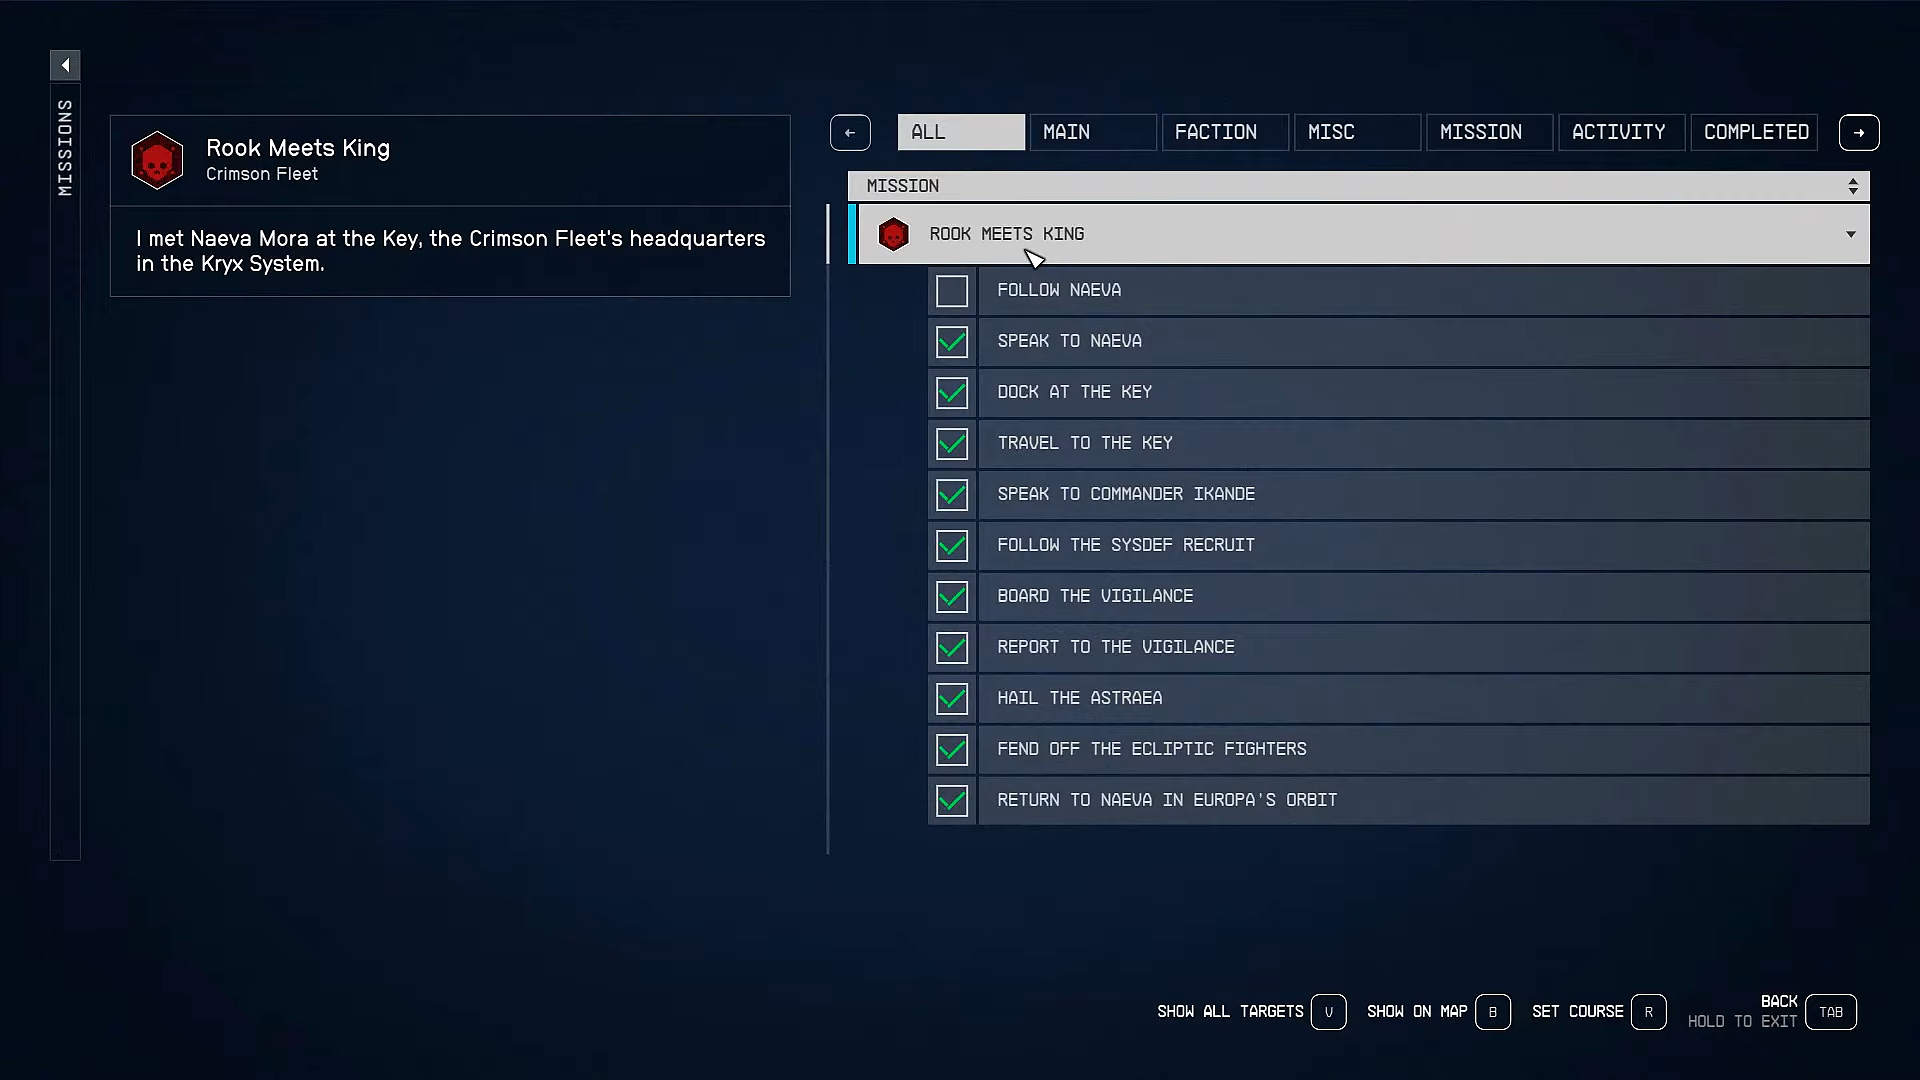 MISSIONS
Rook Meets King
Crimson Fleet
I met Naeva Mora at the Key, the Crimson Fleet's headquarters
in the Kryx System.
← ALL MAIN FACTION MISC MISSION ACTIVITY COMPLETED →
MISSION
ROOK MEETS KING
FOLLOW NAEVA
SPEAK TO NAEVA
DOCK AT THE KEY
TRAVEL TO THE KEY
SPEAK TO COMMANDER IKANDE
FOLLOW THE SYSDEF RECRUIT
BOARD THE VIGILANCE
REPORT TO THE VIGILANCE
HAIL THE ASTRAEA
FEND OFF THE ECLIPTIC FIGHTERS
RETURN TO NAEVA IN EUROPA'S ORBIT
SHOW ALL TARGETS V SHOW ON MAP B SET COURSE R BACK TAB
HOLD TO EXIT